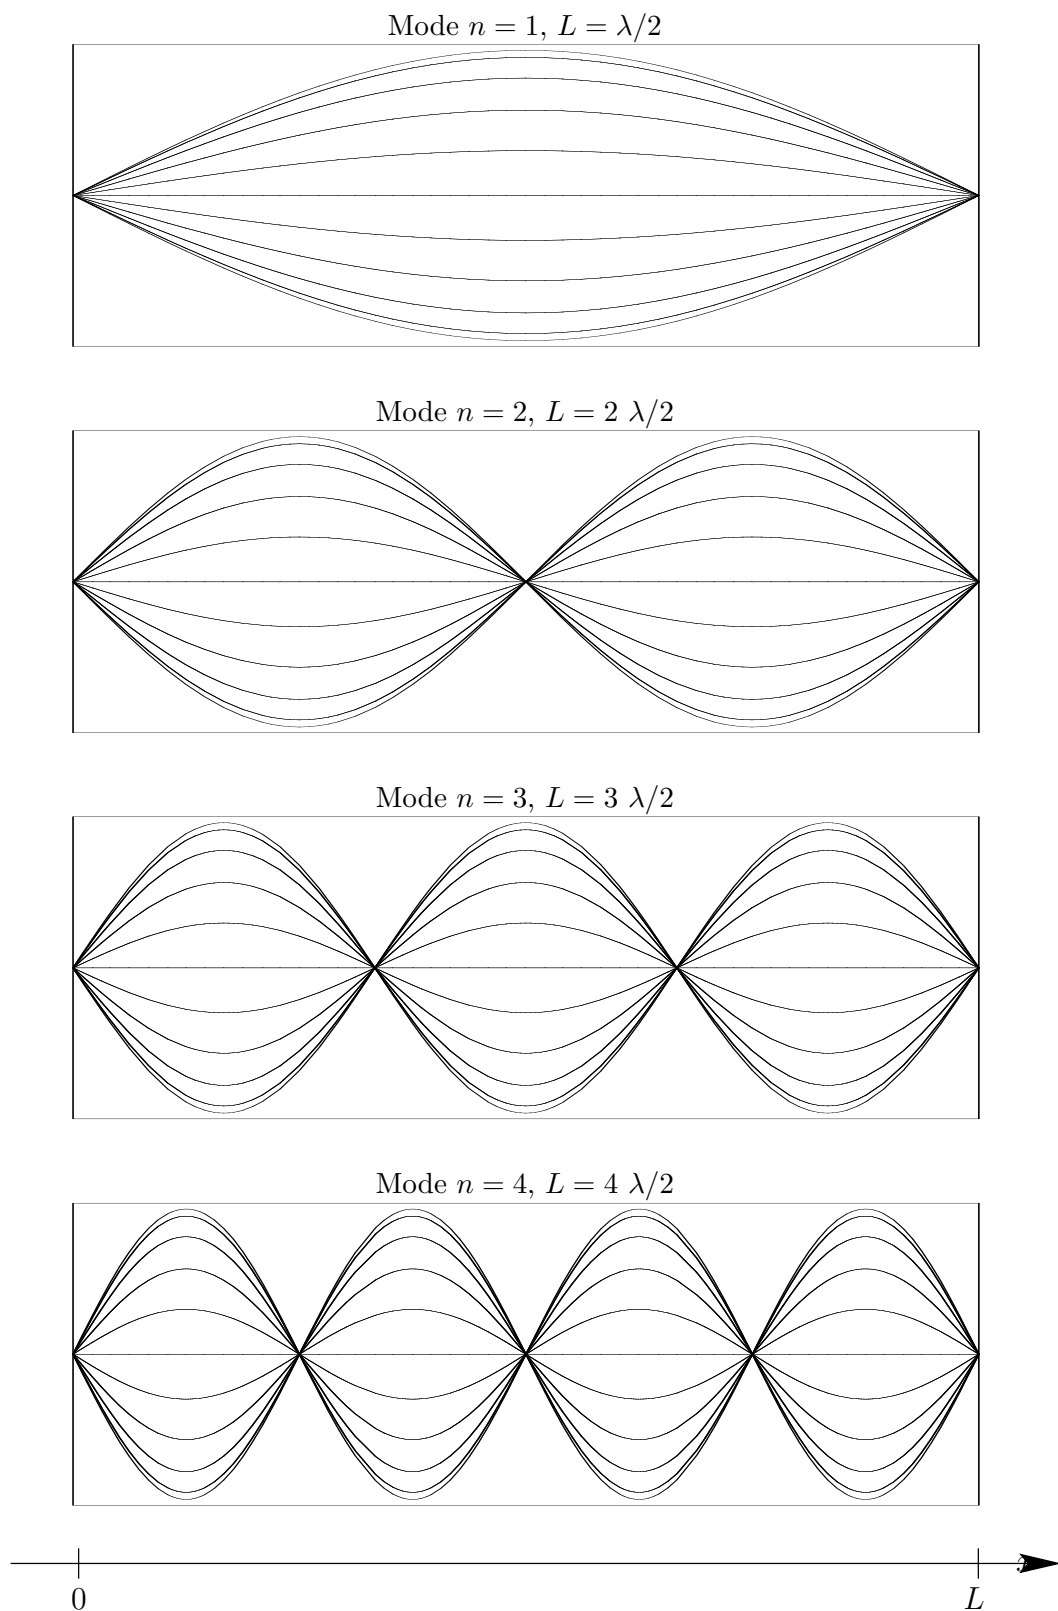 Mode n = 1, L = λ/2
Mode n = 2, L = 2 λ/2
Mode n = 3, L = 3 λ/2
Mode n = 4, L = 4 λ/2
0 L